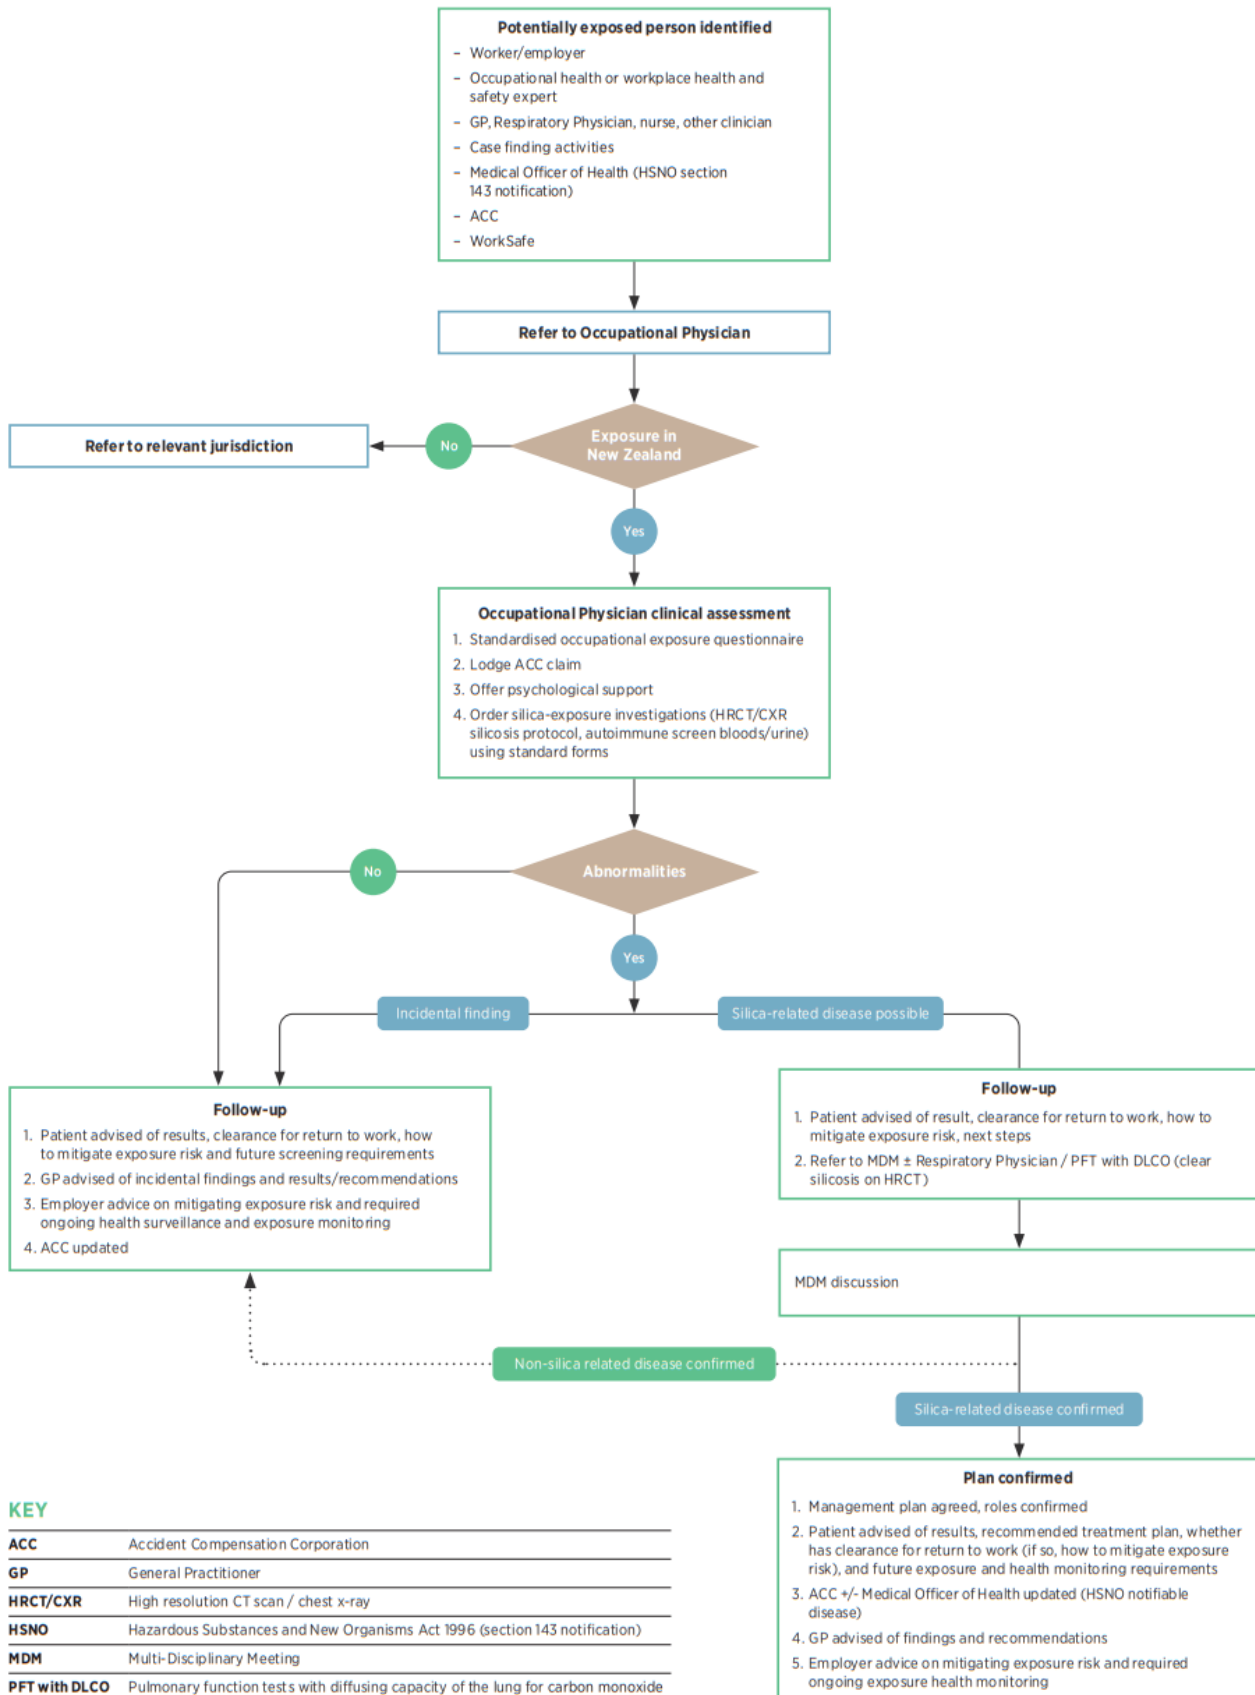 Potentially exposed person identified
– Worker/employer
– Occupational health or workplace health and
safety expert
– GP, Respiratory Physician, nurse, other clinician
– Case finding activities
– Medical Officer of Health (HSNO section
143 notification)
– ACC
– WorkSafe
Refer to Occupational Physician
Exposure in
New Zealand
No
Refer to relevant jurisdiction
Yes
Occupational Physician clinical assessment
1. Standardised occupational exposure questionnaire
2. Lodge ACC claim
3. Offer psychological support
4. Order silica-exposure investigations (HRCT/CXR
silicosis protocol, autoimmune screen bloods/urine)
using standard forms
Abnormalities
No
Yes
Incidental finding
Silica-related disease possible
Follow-up
1. Patient advised of results, clearance for return to work, how
to mitigate exposure risk and future screening requirements
2. GP advised of incidental findings and results/recommendations
3. Employer advice on mitigating exposure risk and required
ongoing health surveillance and exposure monitoring
4. ACC updated
Follow-up
1. Patient advised of result, clearance for return to work, how to
mitigate exposure risk, next steps
2. Refer to MDM ± Respiratory Physician / PFT with DLCO (clear
silicosis on HRCT)
MDM discussion
Non-silica related disease confirmed
Silica-related disease confirmed
Plan confirmed
1. Management plan agreed, roles confirmed
2. Patient advised of results, recommended treatment plan, whether
has clearance for return to work (if so, how to mitigate exposure
risk), and future exposure and health monitoring requirements
3. ACC +/- Medical Officer of Health updated (HSNO notifiable
disease)
4. GP advised of findings and recommendations
5. Employer advice on mitigating exposure risk and required
ongoing exposure health monitoring
KEY
ACC Accident Compensation Corporation
GP General Practitioner
HRCT/CXR High resolution CT scan / chest x-ray
HSNO Hazardous Substances and New Organisms Act 1996 (section 143 notification)
MDM Multi-Disciplinary Meeting
PFT with DLCO Pulmonary function tests with diffusing capacity of the lung for carbon monoxide